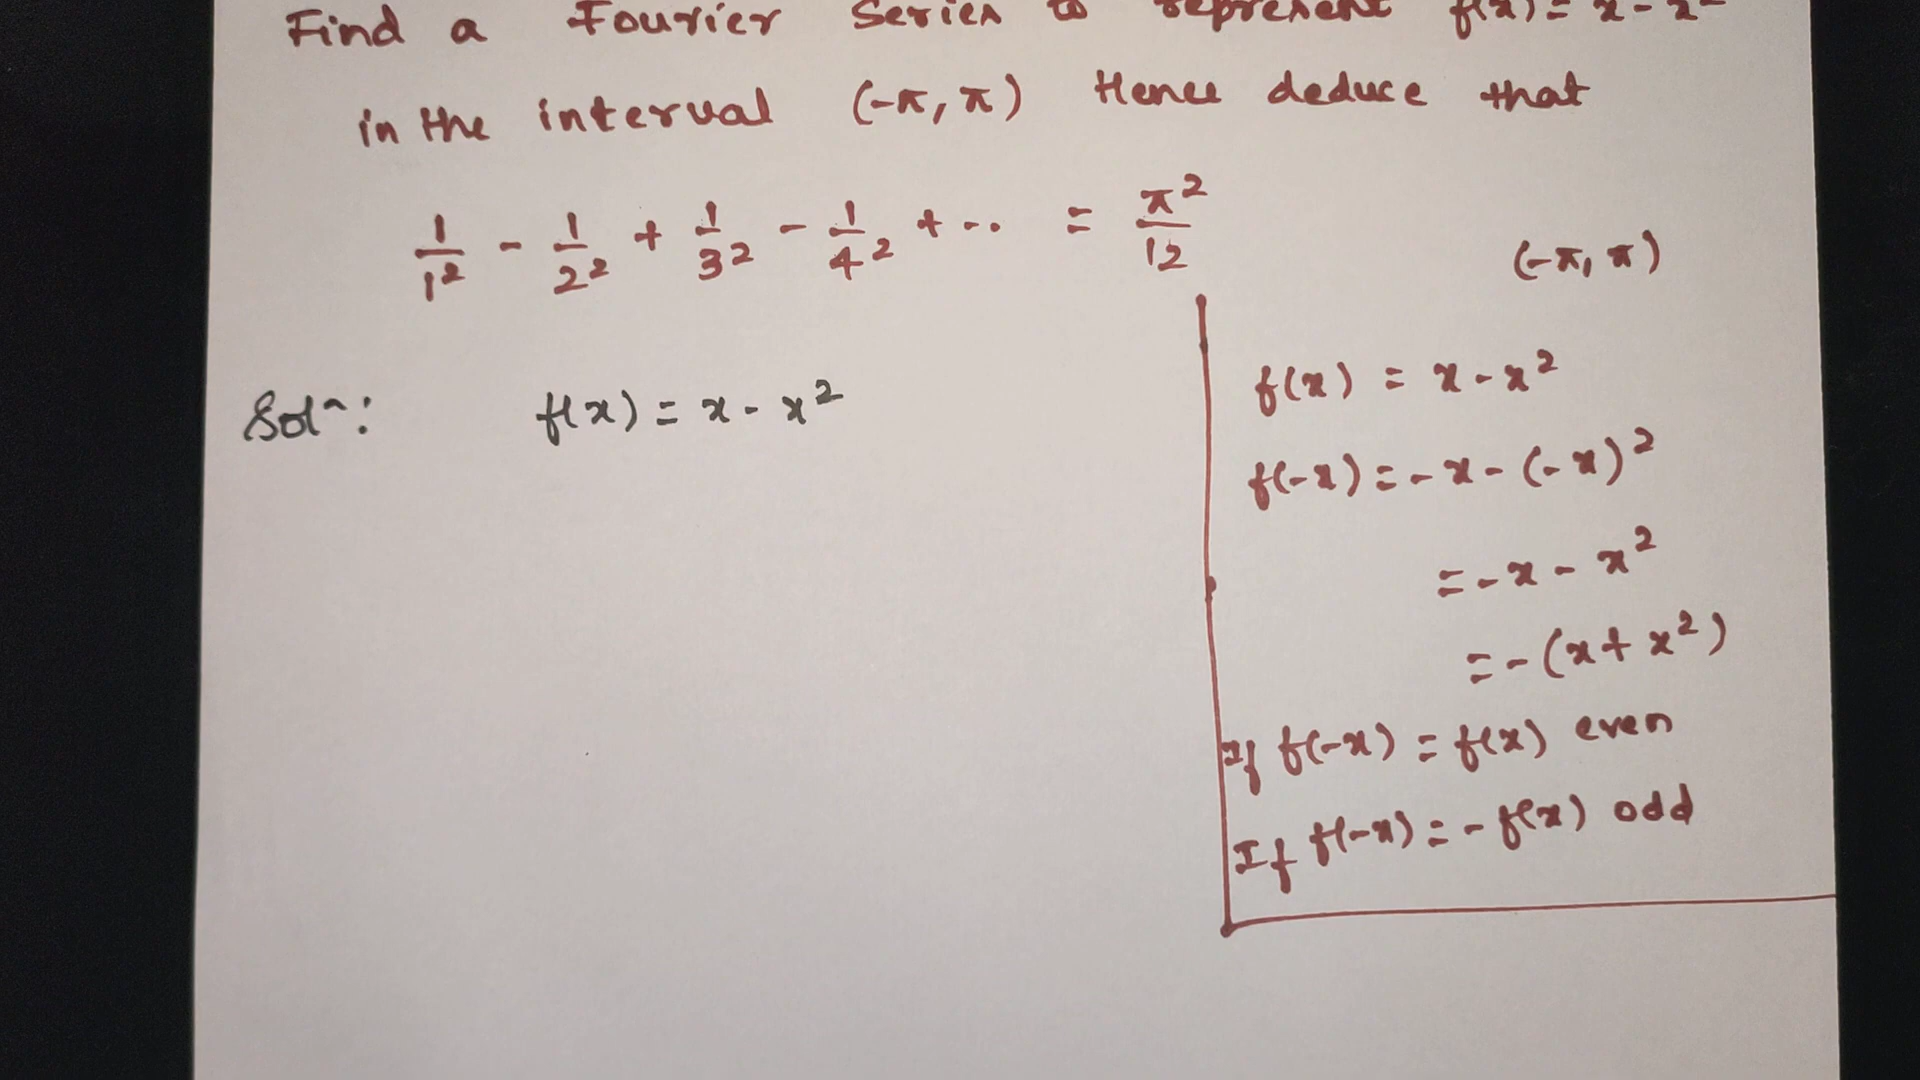 Find a Fourier Series to represent f(x) = x - x²
in the interval (-π, π) Hence deduce that
1/1² - 1/2² + 1/3² - 1/4² + .. = π²/12
(-π, π)
Solⁿ: f(x) = x - x²
f(x) = x - x²
f(-x) = -x - (-x)²
= -x - x²
= -(x + x²)
If f(-x) = f(x) even
If f(-x) = -f(x) odd